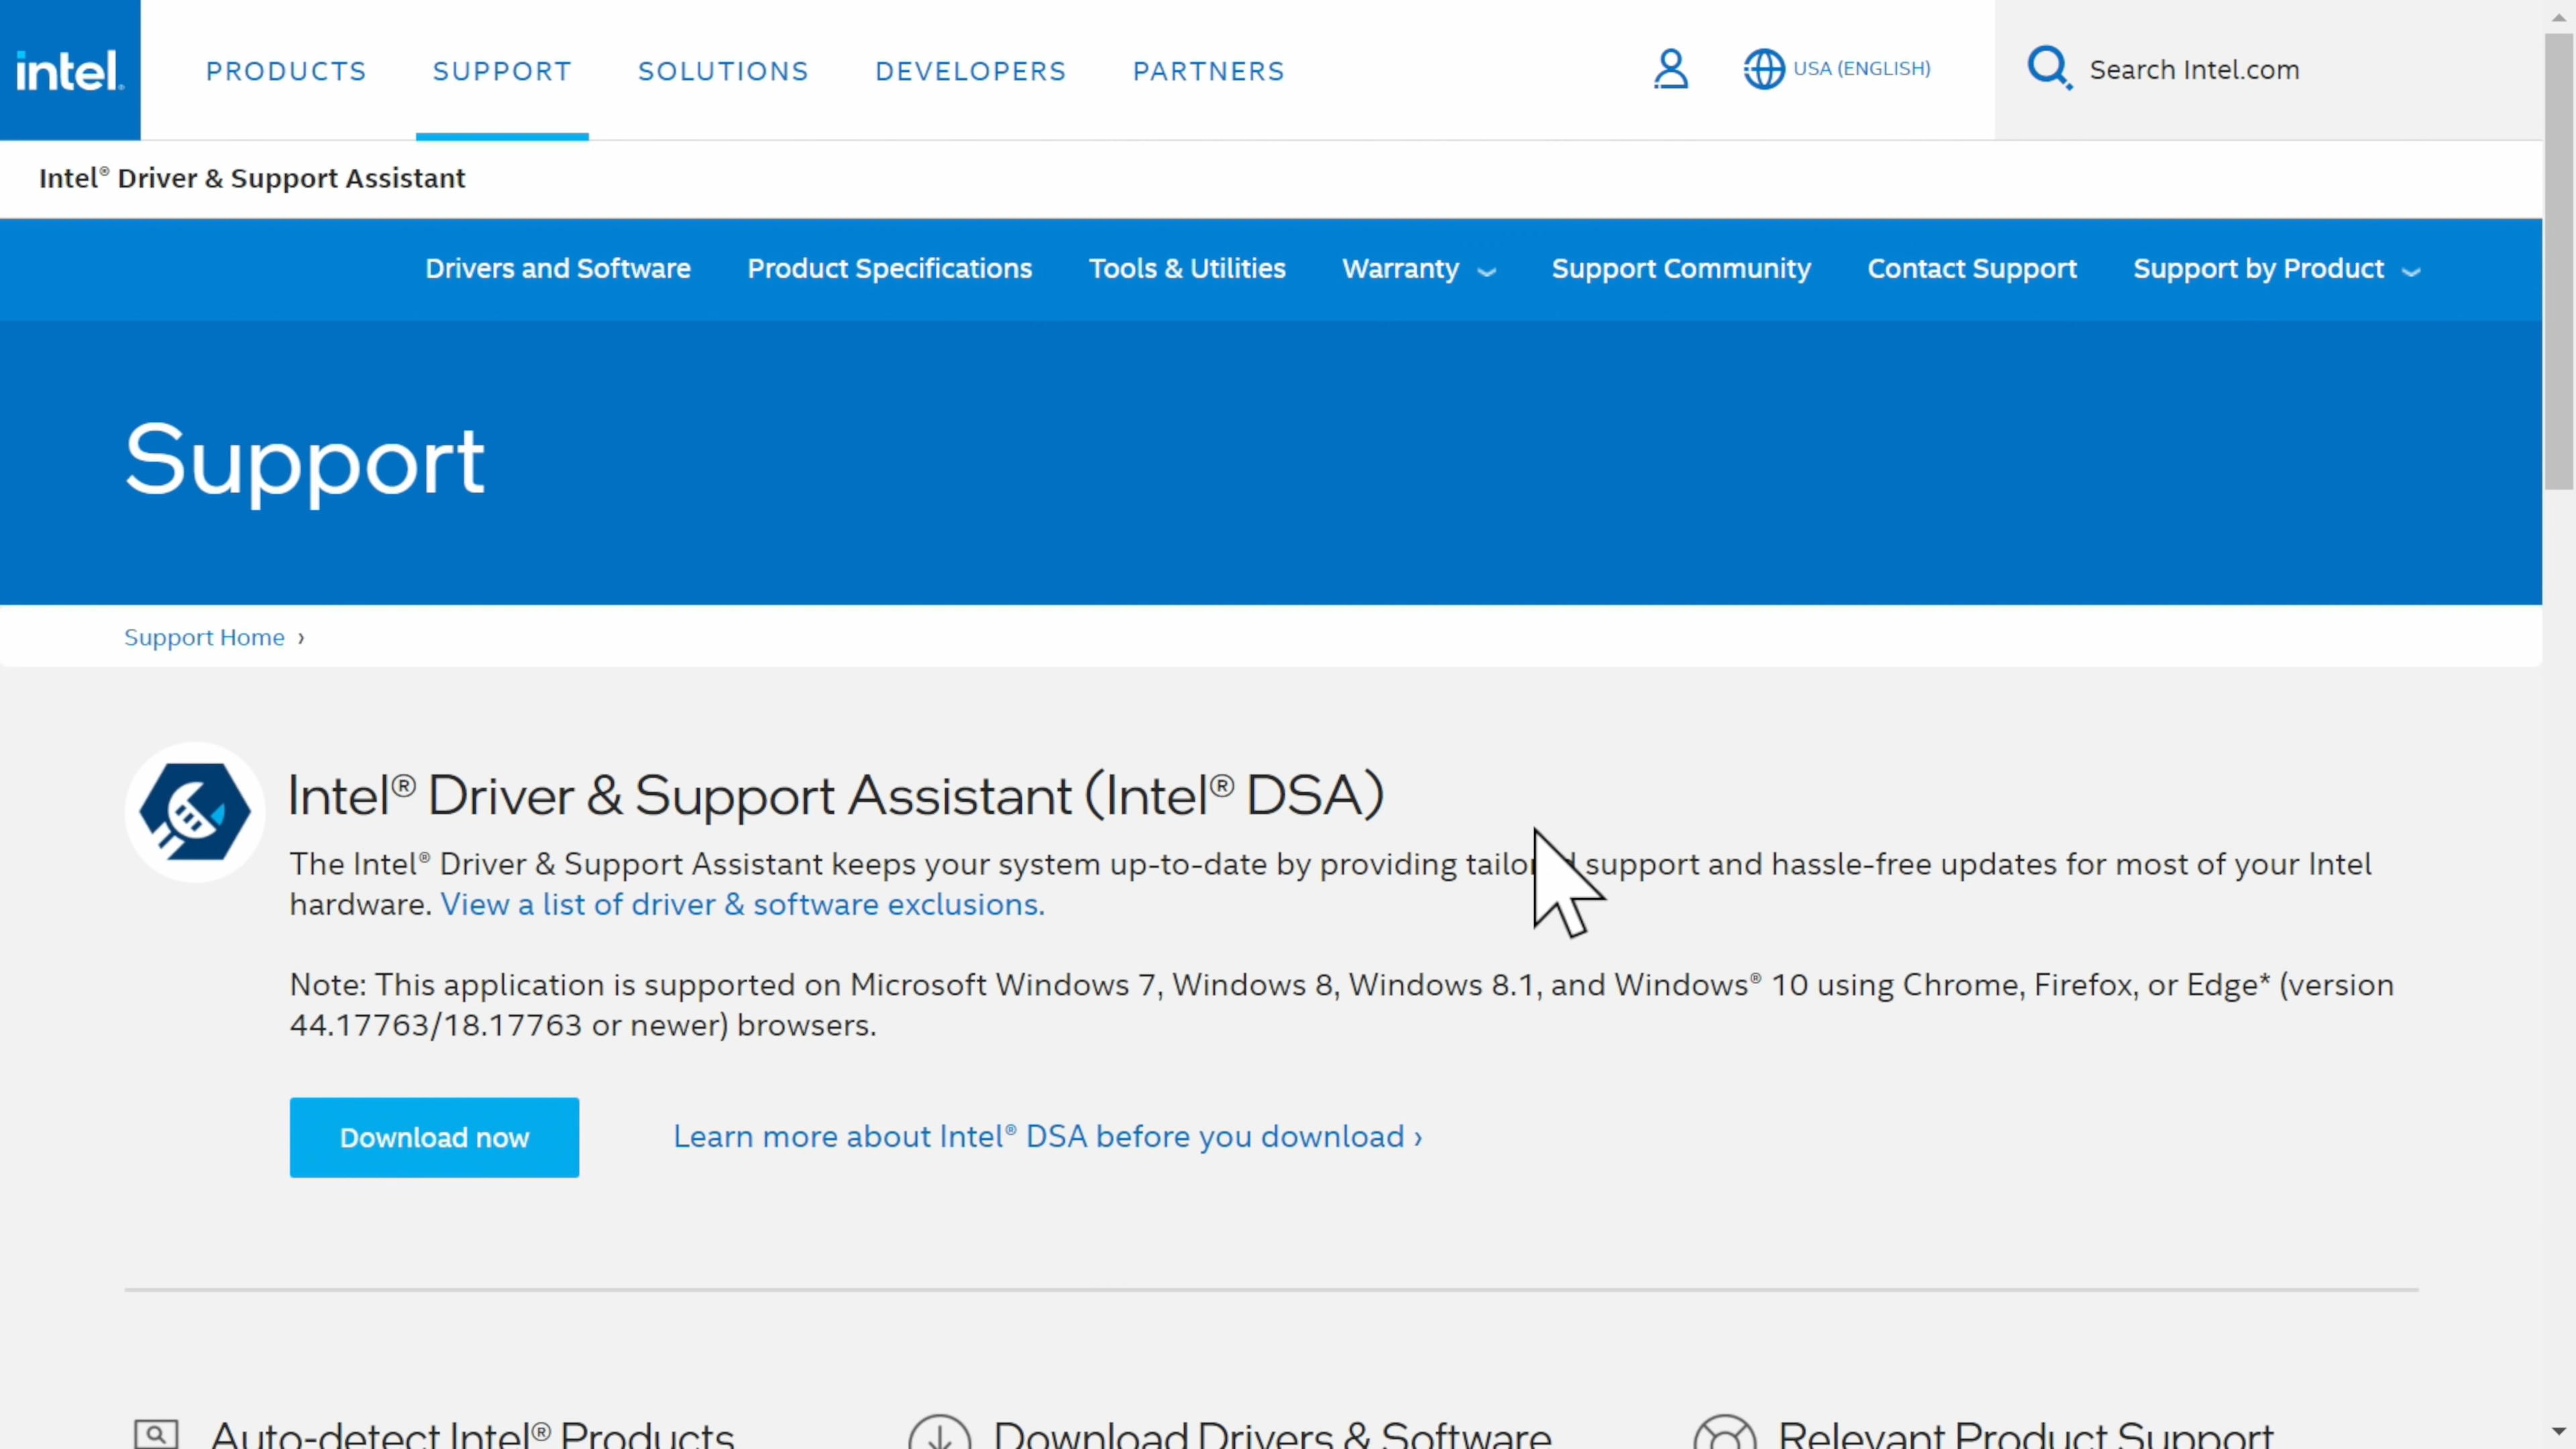 intel.
PRODUCTS
SUPPORT
SOLUTIONS
DEVELOPERS
PARTNERS
USA (ENGLISH)
Search Intel.com
Intel® Driver & Support Assistant
Drivers and Software
Product Specifications
Tools & Utilities
Warranty
Support Community
Contact Support
Support by Product
Support
Support Home ›
Intel® Driver & Support Assistant (Intel® DSA)
The Intel® Driver & Support Assistant keeps your system up-to-date by providing support and hassle-free updates for most of your Intel
hardware. View a list of driver & software exclusions.
Note: This application is supported on Microsoft Windows 7, Windows 8, Windows 8.1, and Windows® 10 using Chrome, Firefox, or Edge* (version
44.17763/18.17763 or newer) browsers.
Download now
Learn more about Intel® DSA before you download ›
Auto-detect Intel® Products
Download Drivers & Software
Relevant Product Support